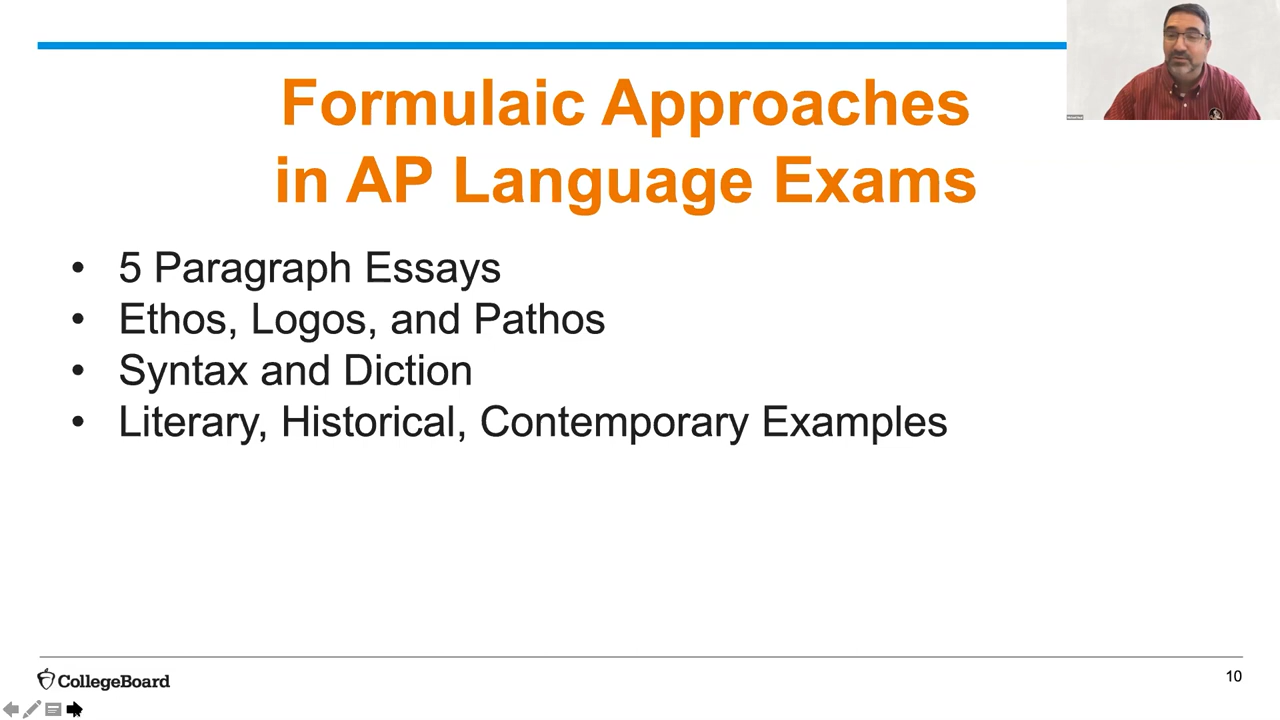 Formulaic Approaches
in AP Language Exams
• 5 Paragraph Essays
• Ethos, Logos, and Pathos
• Syntax and Diction
• Literary, Historical, Contemporary Examples
CollegeBoard
10